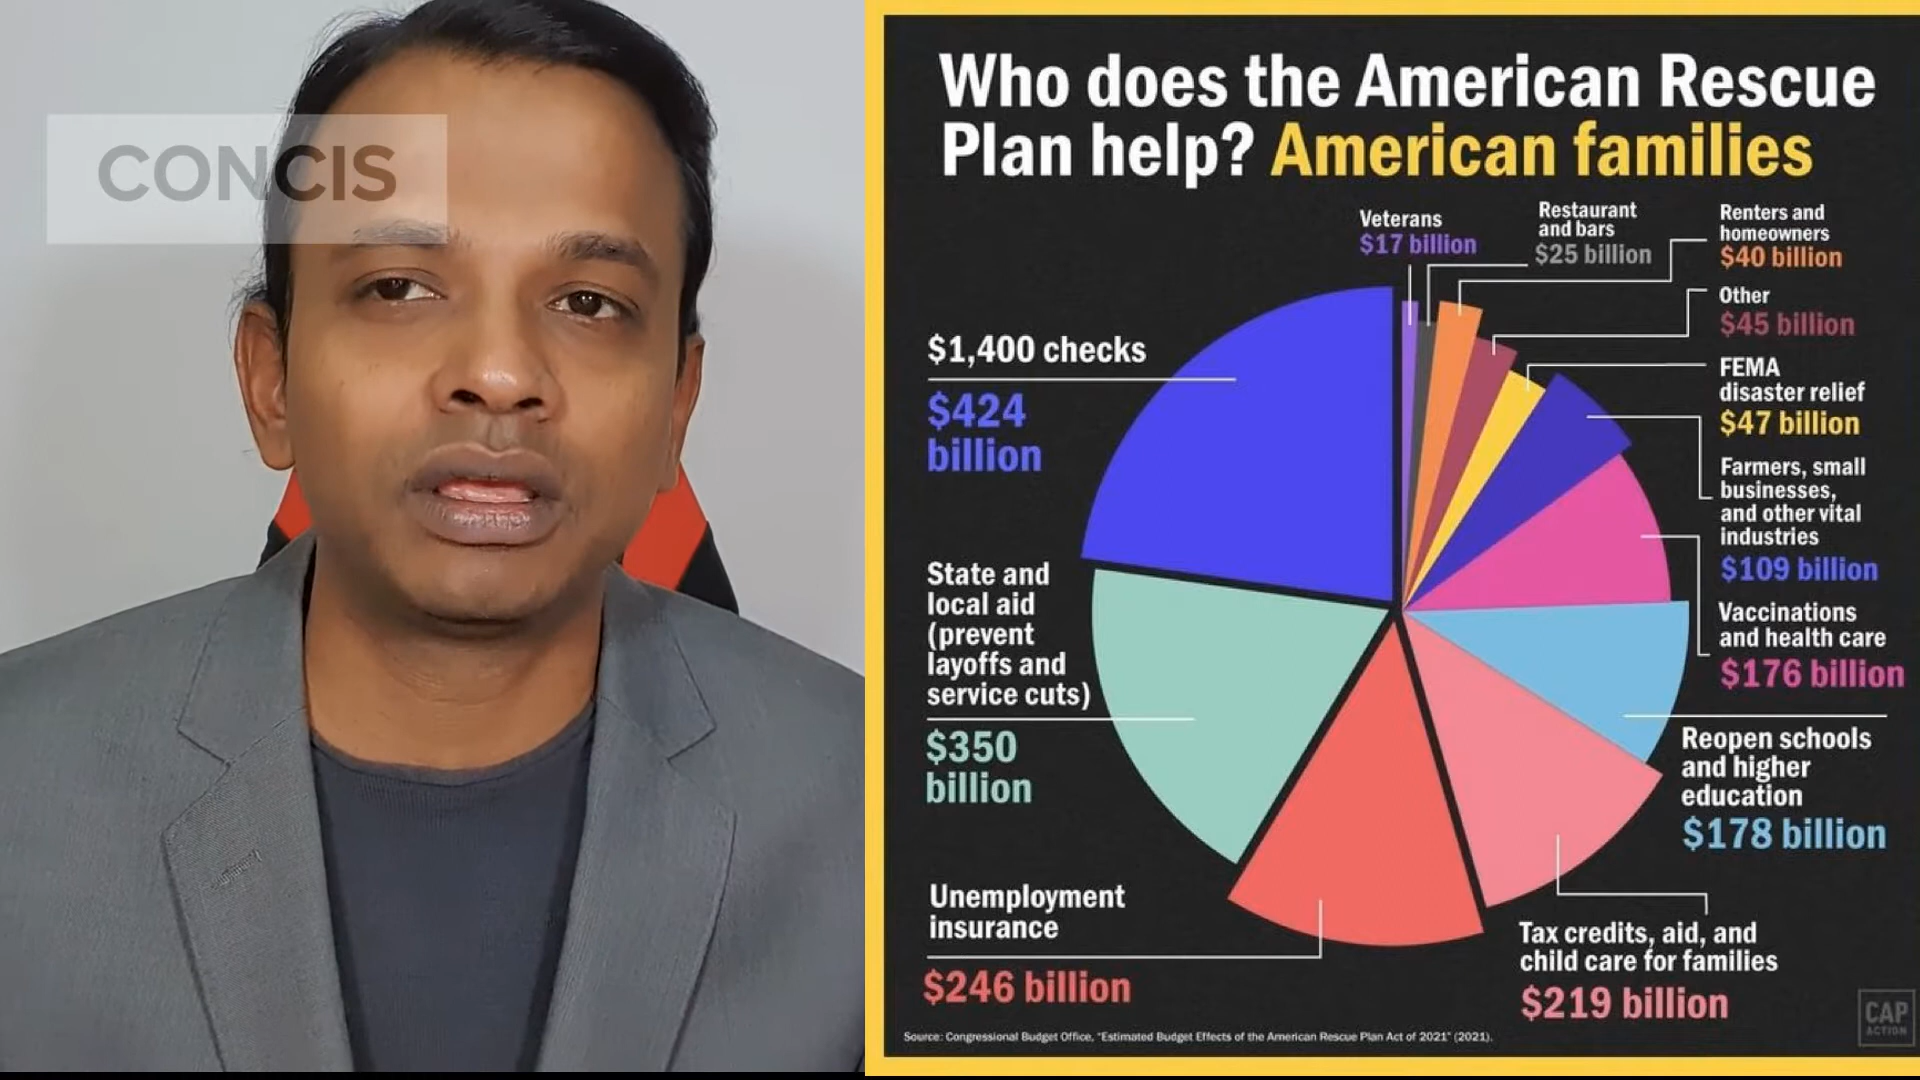 CONCIS
Who does the American Rescue
Plan help? American families
Veterans
$17 billion
Restaurant
and bars
$25 billion
Renters and
homeowners
$40 billion
Other
$45 billion
FEMA
disaster relief
$47 billion
Farmers, small
businesses,
and other vital
industries
$109 billion
Vaccinations
and health care
$176 billion
Reopen schools
and higher
education
$178 billion
Tax credits, aid, and
child care for families
$219 billion
$1,400 checks
$424
billion
State and
local aid
(prevent
layoffs and
service cuts)
$350
billion
Unemployment
insurance
$246 billion
Source: Congressional Budget Office, "Estimated Budget Effects of the American Rescue Plan Act of 2021" (2021).
CAP
ACTION